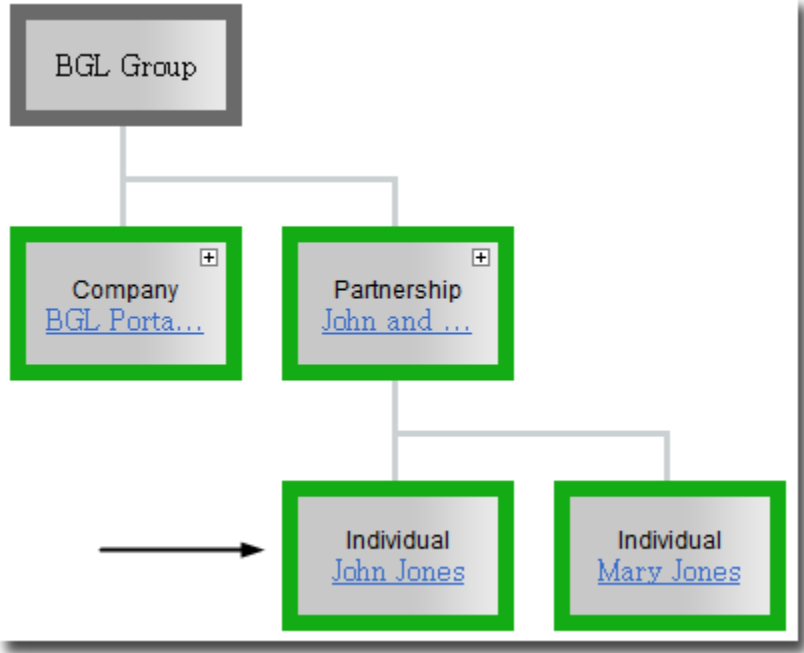 BGL Group
Company
BGL Porta...
Partnership
John and ...
Individual
John Jones
Individual
Mary Jones